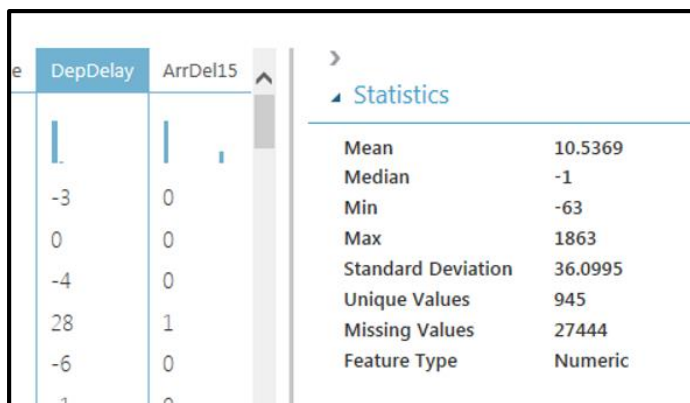 e DepDelay ArrDel15
-3 0
0 0
-4 0
28 1
-6 0
Statistics
Mean 10.5369
Median -1
Min -63
Max 1863
Standard Deviation 36.0995
Unique Values 945
Missing Values 27444
Feature Type Numeric